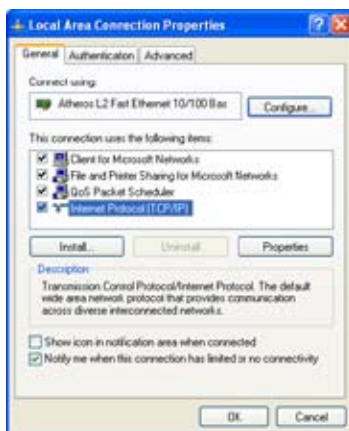 Local Area Connection Properties
General Authentication Advanced
Connect using:
Atheros L2 Fast Ethernet 10/100 Bas
Configure...
This connection uses the following items:
Client for Microsoft Networks
File and Printer Sharing for Microsoft Networks
QoS Packet Scheduler
Internet Protocol (TCP/IP)
Install... Uninstall Properties
Description
Transmission Control Protocol/Internet Protocol. The default
wide area network protocol that provides communication
across diverse interconnected networks.
Show icon in notification area when connected
Notify me when this connection has limited or no connectivity
OK Cancel